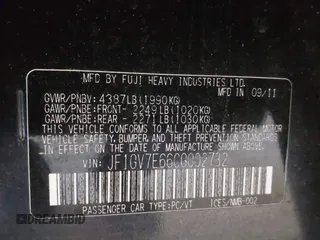 MFD BY FUJI HEAVY INDUSTRIES LTD.
GVWR/PNBV: 4387LB(1990KG) IN 09/11
GAWR/PNBE: FRONT- 2249LB(1020KG)
GAWR/PNBE: REAR - 2271LB(1030KG)
THIS VEHICLE CONFORMS TO ALL APPLICABLE
FEDERAL MOTOR VEHICLE
SAFETY, BUMPER, AND THEFT
PREVENTION STANDARDS
IN EFFECT ON THE DATE OF
MANUFACTURE SHOWN ABOVE.
VIN: JF1GV7E66CG002732
PASSENGER CAR TYPE:PC/VT ICES/NMB-002
DREAMBID